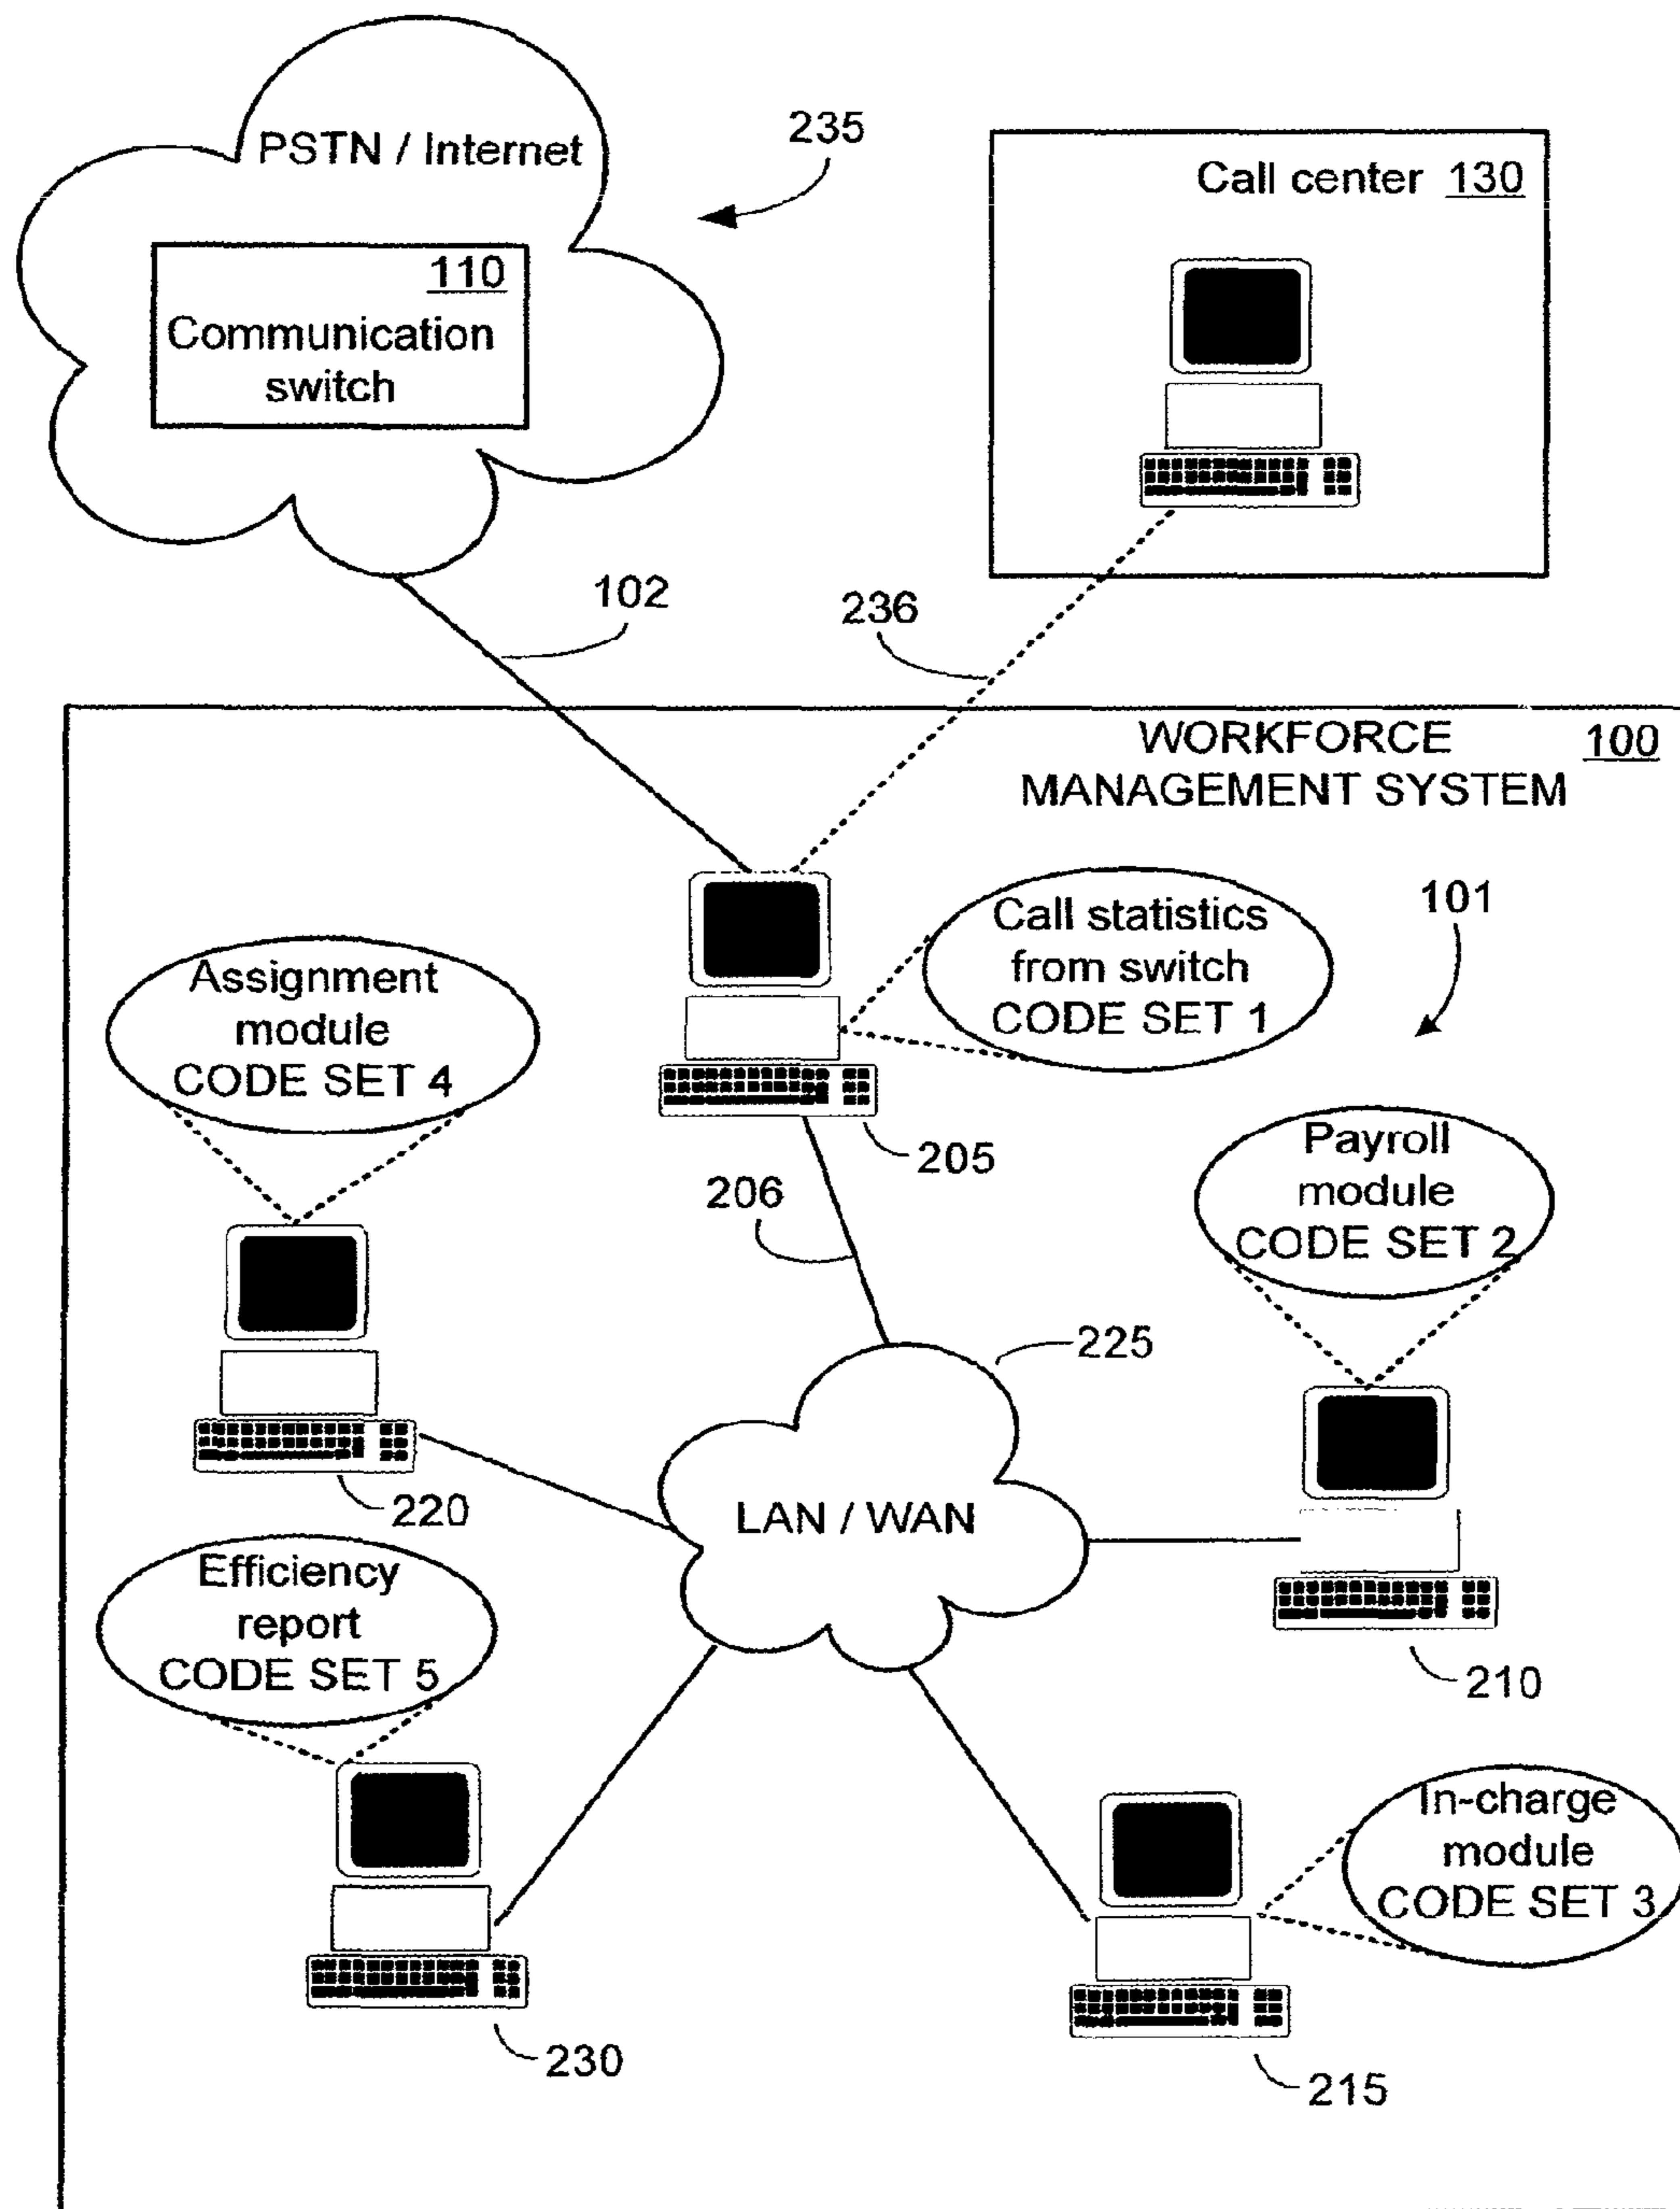 PSTN / Internet
235
Call center 130
110
Communication
switch
102
236
WORKFORCE 100
MANAGEMENT SYSTEM
Call statistics
from switch
CODE SET 1
101
Assignment
module
CODE SET 4
205
Payroll
module
CODE SET 2
206
225
LAN / WAN
220
Efficiency
report
CODE SET 5
210
In-charge
module
CODE SET 3
230
215